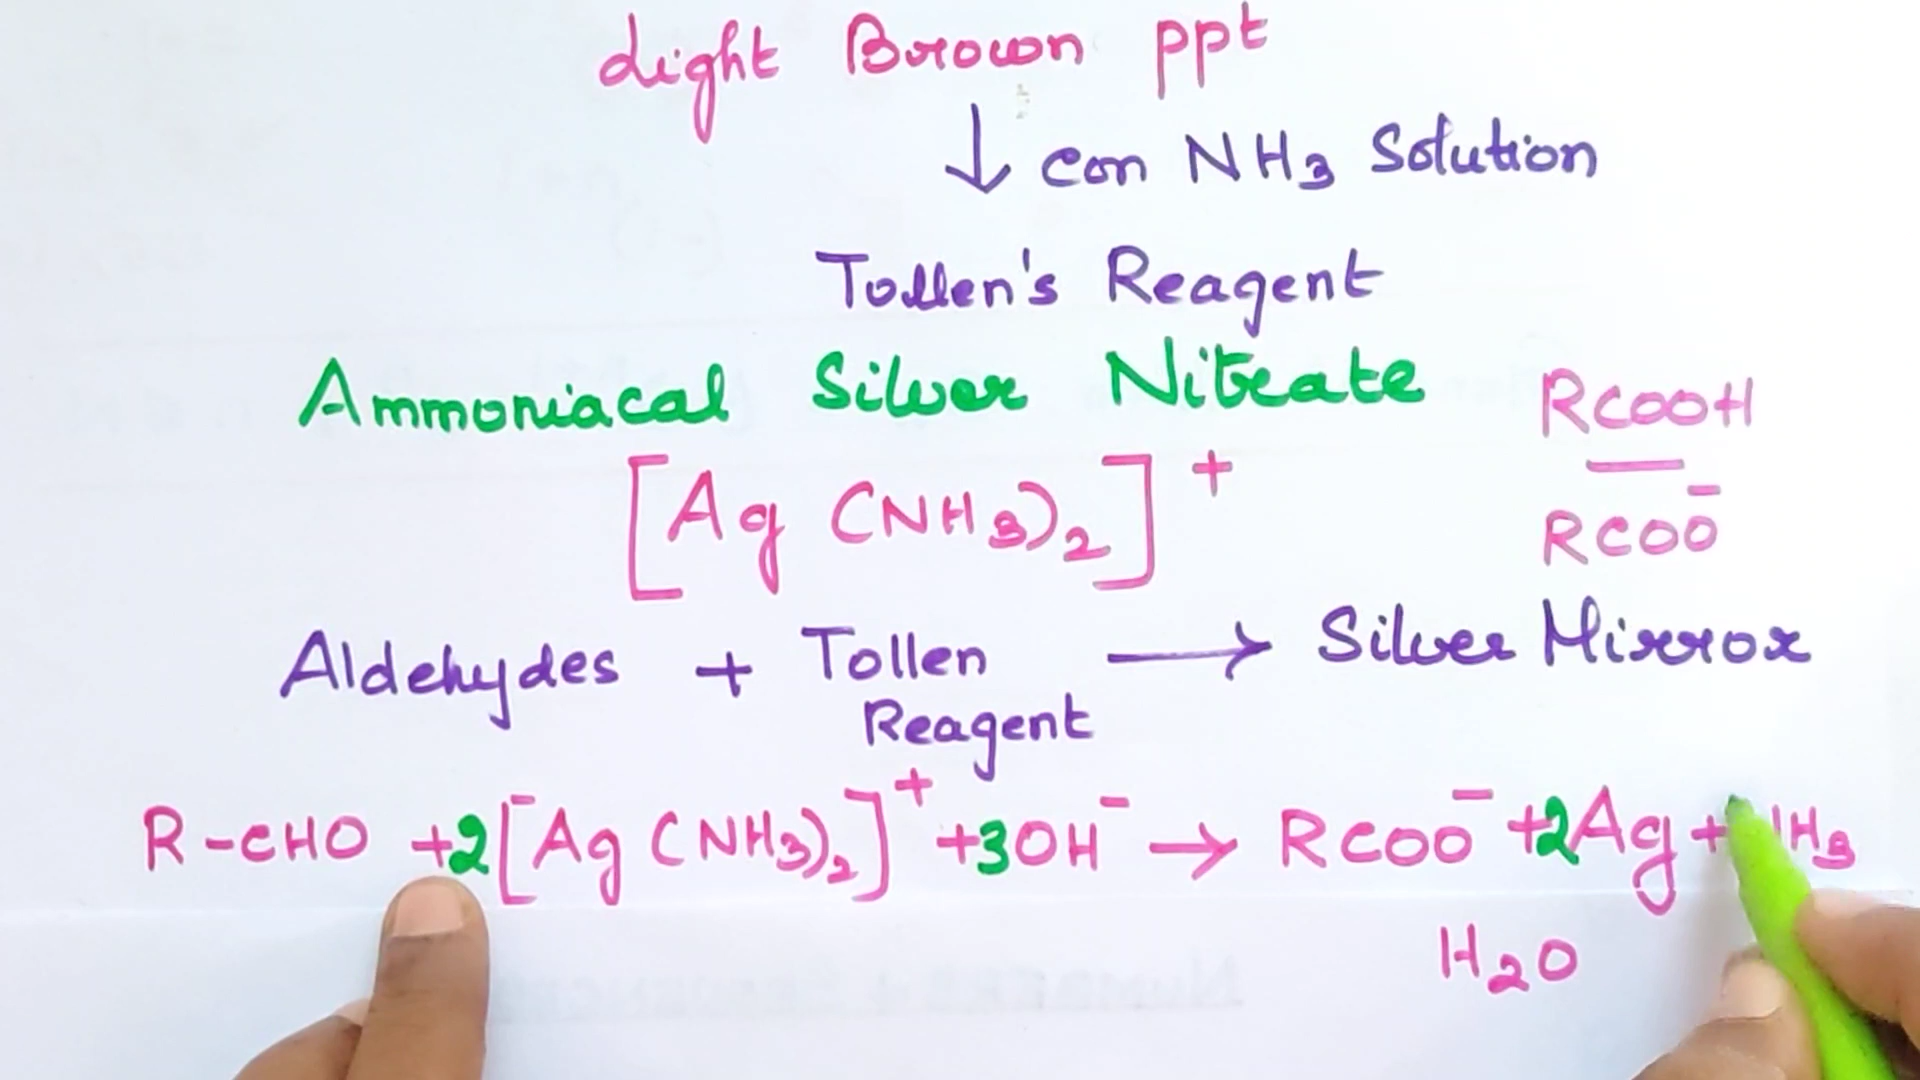 Light Brown ppt
↓ con NH3 Solution
Tollen's Reagent
Ammoniacal Silver Nitrate
RCOOH
[Ag (NH3)2]+
RCOO-
Aldehydes + Tollen Reagent → Silver Mirror
R-CHO +2[Ag(NH3)2]+ +3OH- → RCOO- +2Ag +
H2O